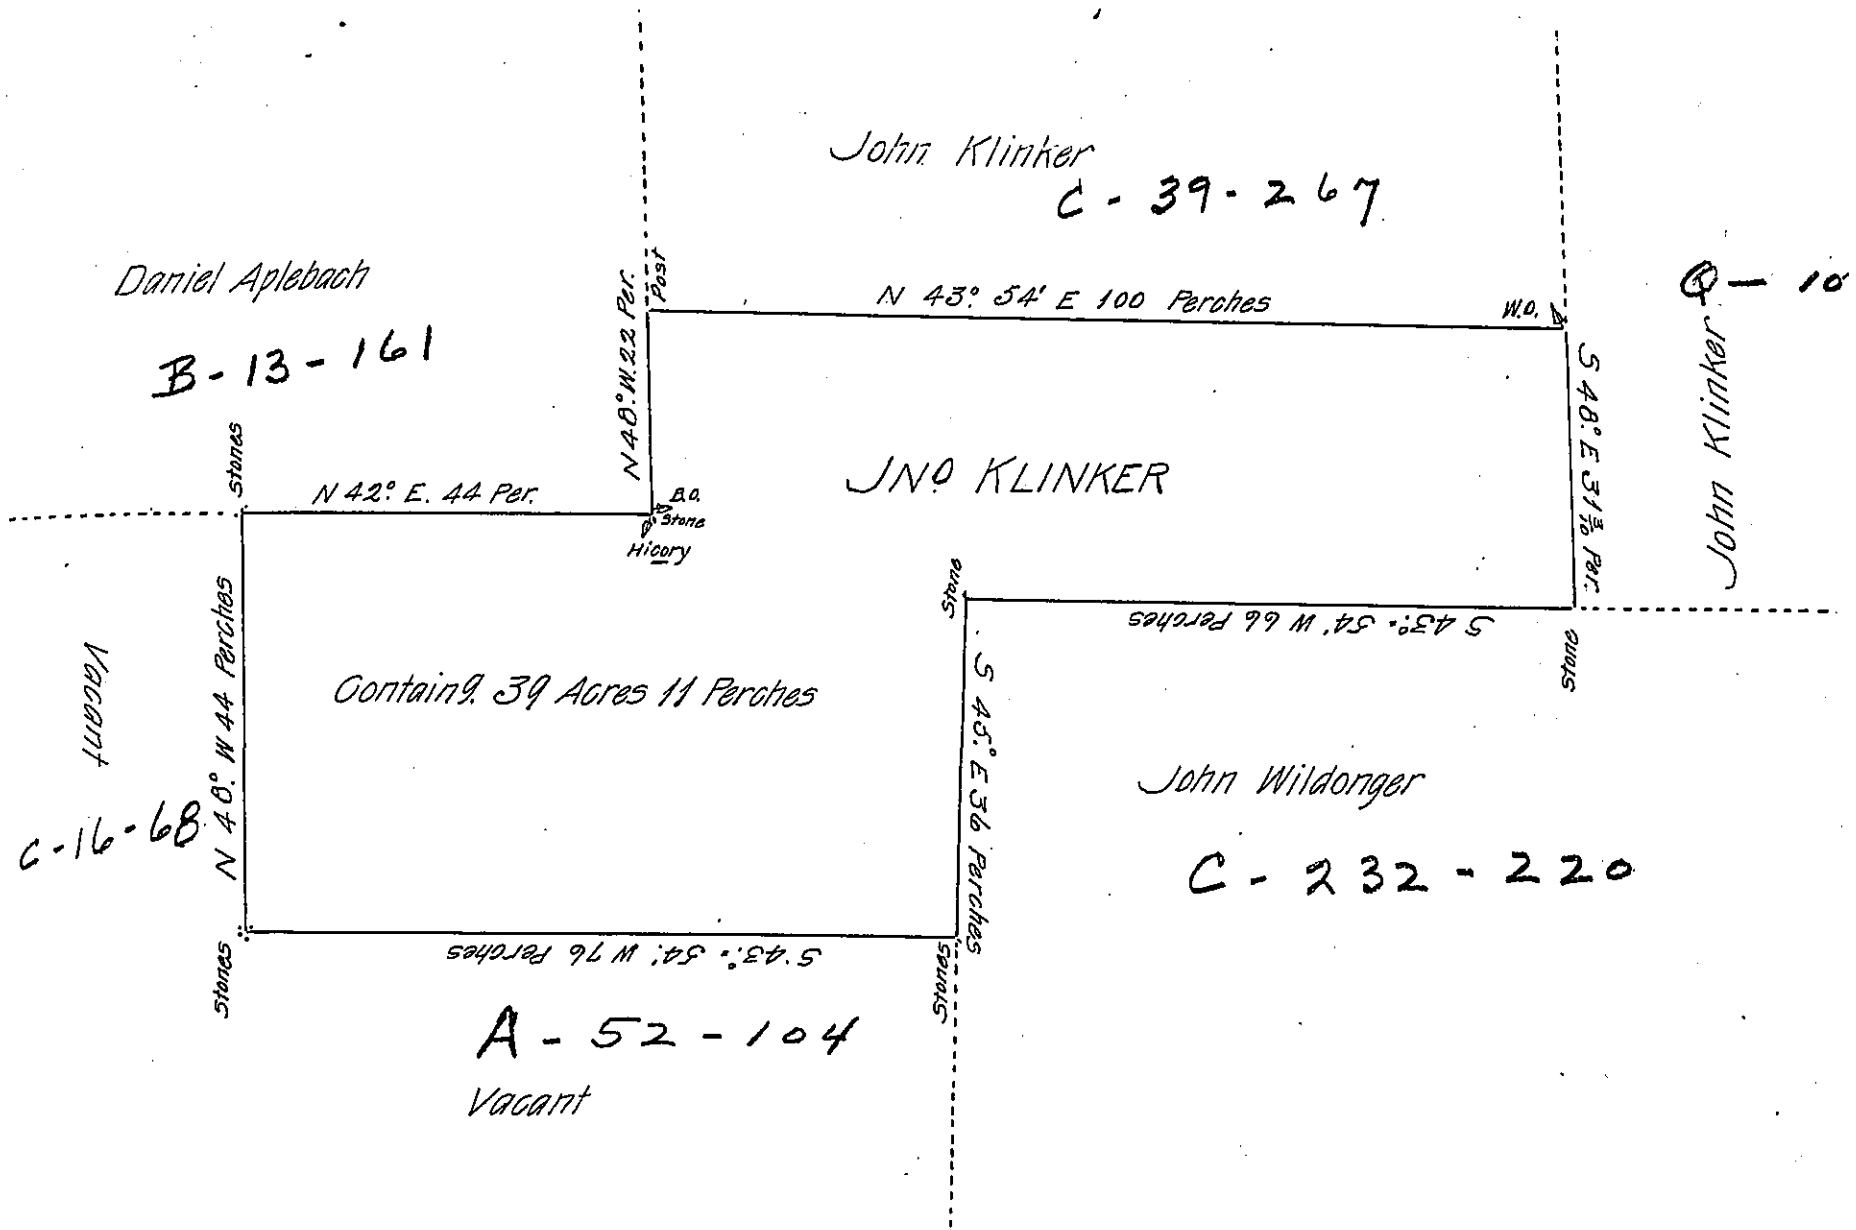 John Klinker
C - 39 - 267
Daniel Aplebach
B - 13 - 161
Q - 10
John Klinker
Post
N 43° 54' E 100 Perches
W.O.
N 48° W. 22 Per.
S 48° E 31 3/10 Per.
Stones
N 42° E. 44 Per.
B.O.
Stone
Hicory
JNO KLINKER
Stone
S 43° 54' W 66 Perches
Stone
Vacant
C - 16 - 68
N 48° W 44 Perches
Containg. 39 Acres 11 Perches
S 45° E 36 Perches
John Wildonger
C - 232 - 220
Stones
S 43° 54' W 76 Perches
Stones
A - 52 - 104
Vacant